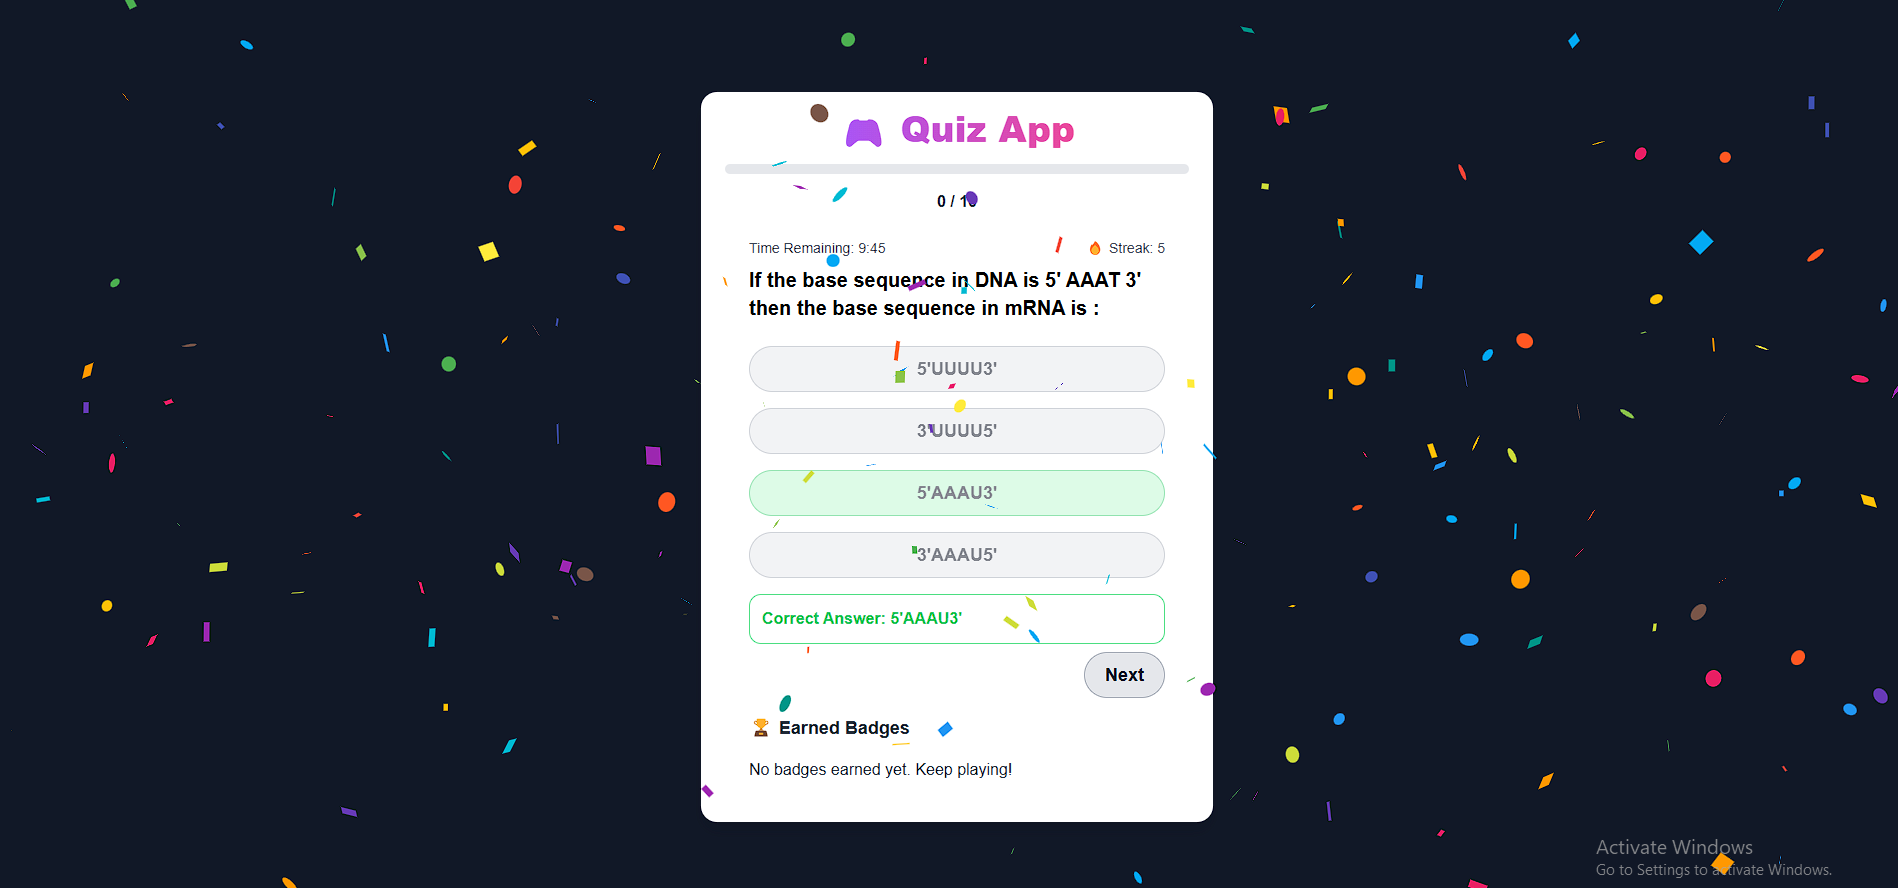 Quiz App
0 / 10
Time Remaining: 9:45
Streak: 5
If the base sequence in DNA is 5' AAAT 3'
then the base sequence in mRNA is :
5'UUUU3'
3'UUUU5'
5'AAAU3'
3'AAAU5'
Correct Answer: 5'AAAU3'
Next
Earned Badges
No badges earned yet. Keep playing!
Activate Windows
Go to Settings to activate Windows.